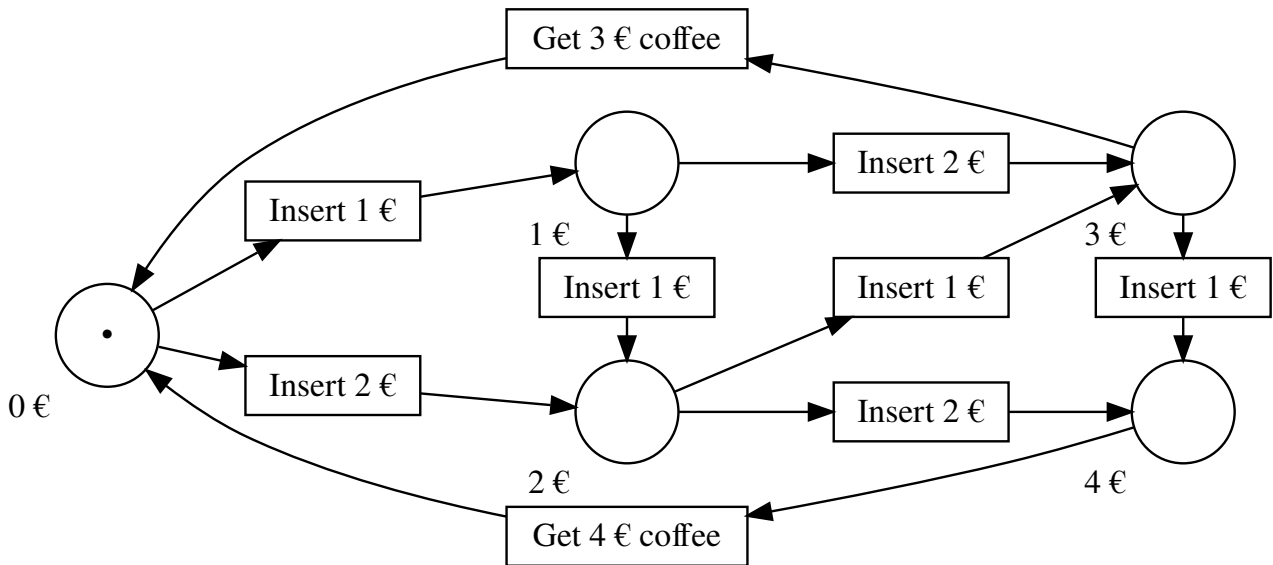 Get 3 € coffee
Insert 2 €
Insert 1 €
1 €
3 €
Insert 1 €
Insert 1 €
Insert 1 €
Insert 2 €
Insert 2 €
0 €
2 €
4 €
Get 4 € coffee